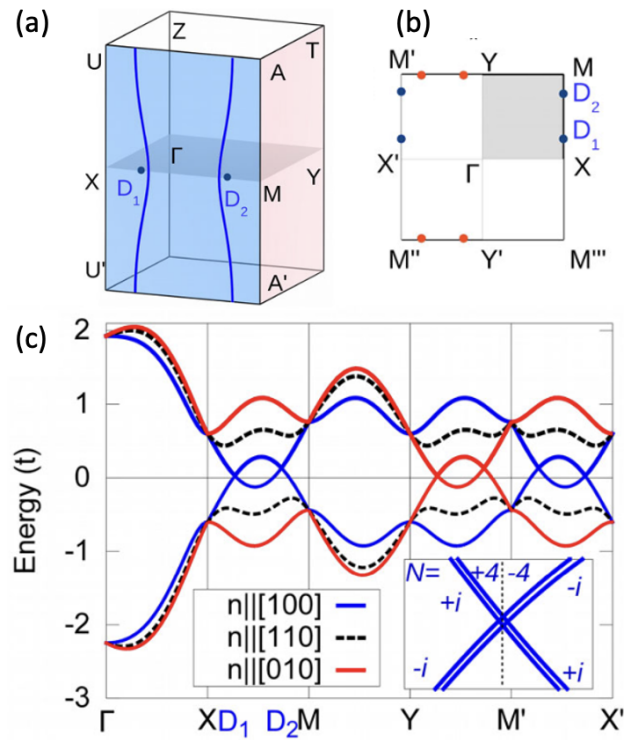 (a)
Z
U
T
A
Γ
X
D₁
M
Y
D₂
U'
A'
(b)
M' Y M
D₂
D₁
X' Γ X
M'' Y' M'''
(c)
2
1
0
-1
-2
-3
Energy (t)
n||[100]
n||[110]
n||[010]
N= +4 -4
+i -i
-i +i
Γ X D₁ D₂ M Y M' X'